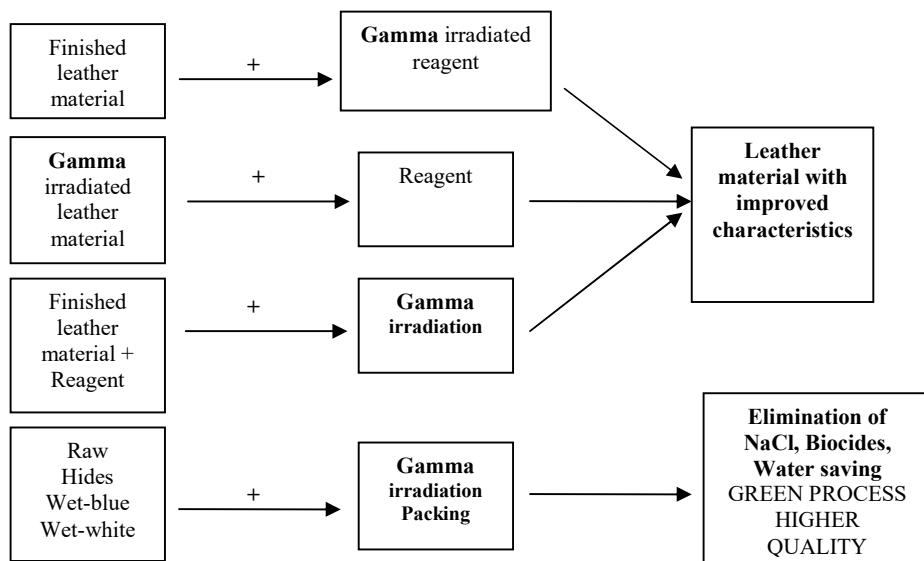 Finished
leather
material
+
Gamma irradiated
reagent
Gamma
irradiated
leather
material
+
Reagent
Leather
material with
improved
characteristics
Finished
leather
material +
Reagent
+
Gamma
irradiation
Raw
Hides
Wet-blue
Wet-white
+
Gamma
irradiation
Packing
Elimination of
NaCl, Biocides,
Water saving
GREEN PROCESS
HIGHER
QUALITY